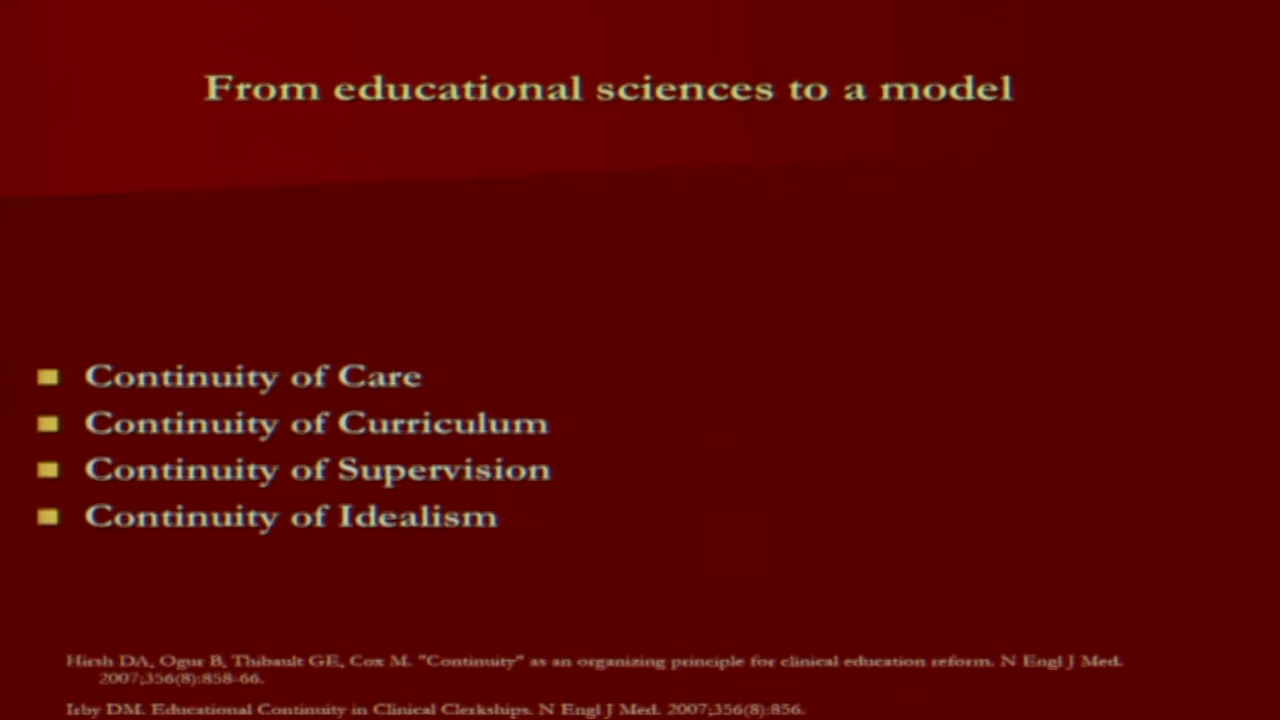 From educational sciences to a model
Continuity of Care
Continuity of Curriculum
Continuity of Supervision
Continuity of Idealism
Hirsh DA, Ogur B, Thibault GE, Cox M. "Continuity" as an organizing principle for clinical education reform. N Engl J Med.
2007;356(8):858-66.
Irby DM. Educational Continuity in Clinical Clerkships. N Engl J Med. 2007;356(8):856.